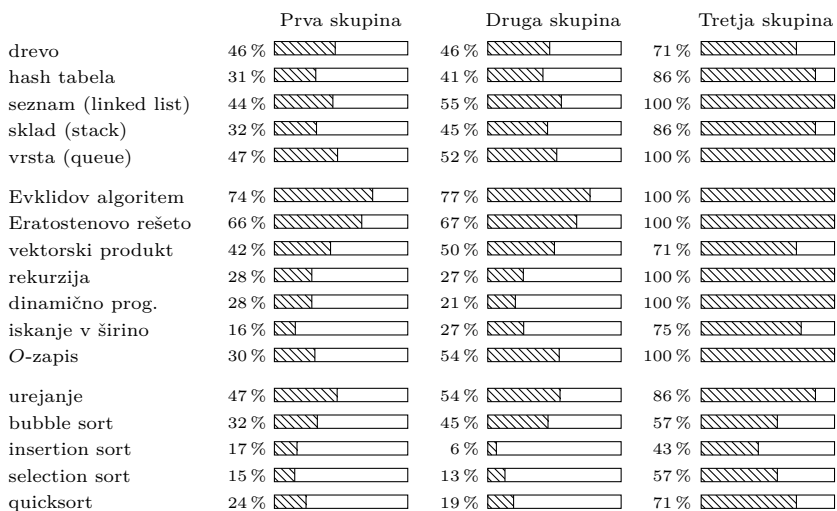 Prva skupina Druga skupina Tretja skupina
drevo 46 % 46 % 71 %
hash tabela 31 % 41 % 86 %
seznam (linked list) 44 % 55 % 100 %
sklad (stack) 32 % 45 % 86 %
vrsta (queue) 47 % 52 % 100 %
Evklidov algoritem 74 % 77 % 100 %
Eratostenovo rešeto 66 % 67 % 100 %
vektorski produkt 42 % 50 % 71 %
rekurzija 28 % 27 % 100 %
dinamično prog. 28 % 21 % 100 %
iskanje v širino 16 % 27 % 75 %
O-zapis 30 % 54 % 100 %
urejanje 47 % 54 % 86 %
bubble sort 32 % 45 % 57 %
insertion sort 17 % 6 % 43 %
selection sort 15 % 13 % 57 %
quicksort 24 % 19 % 71 %